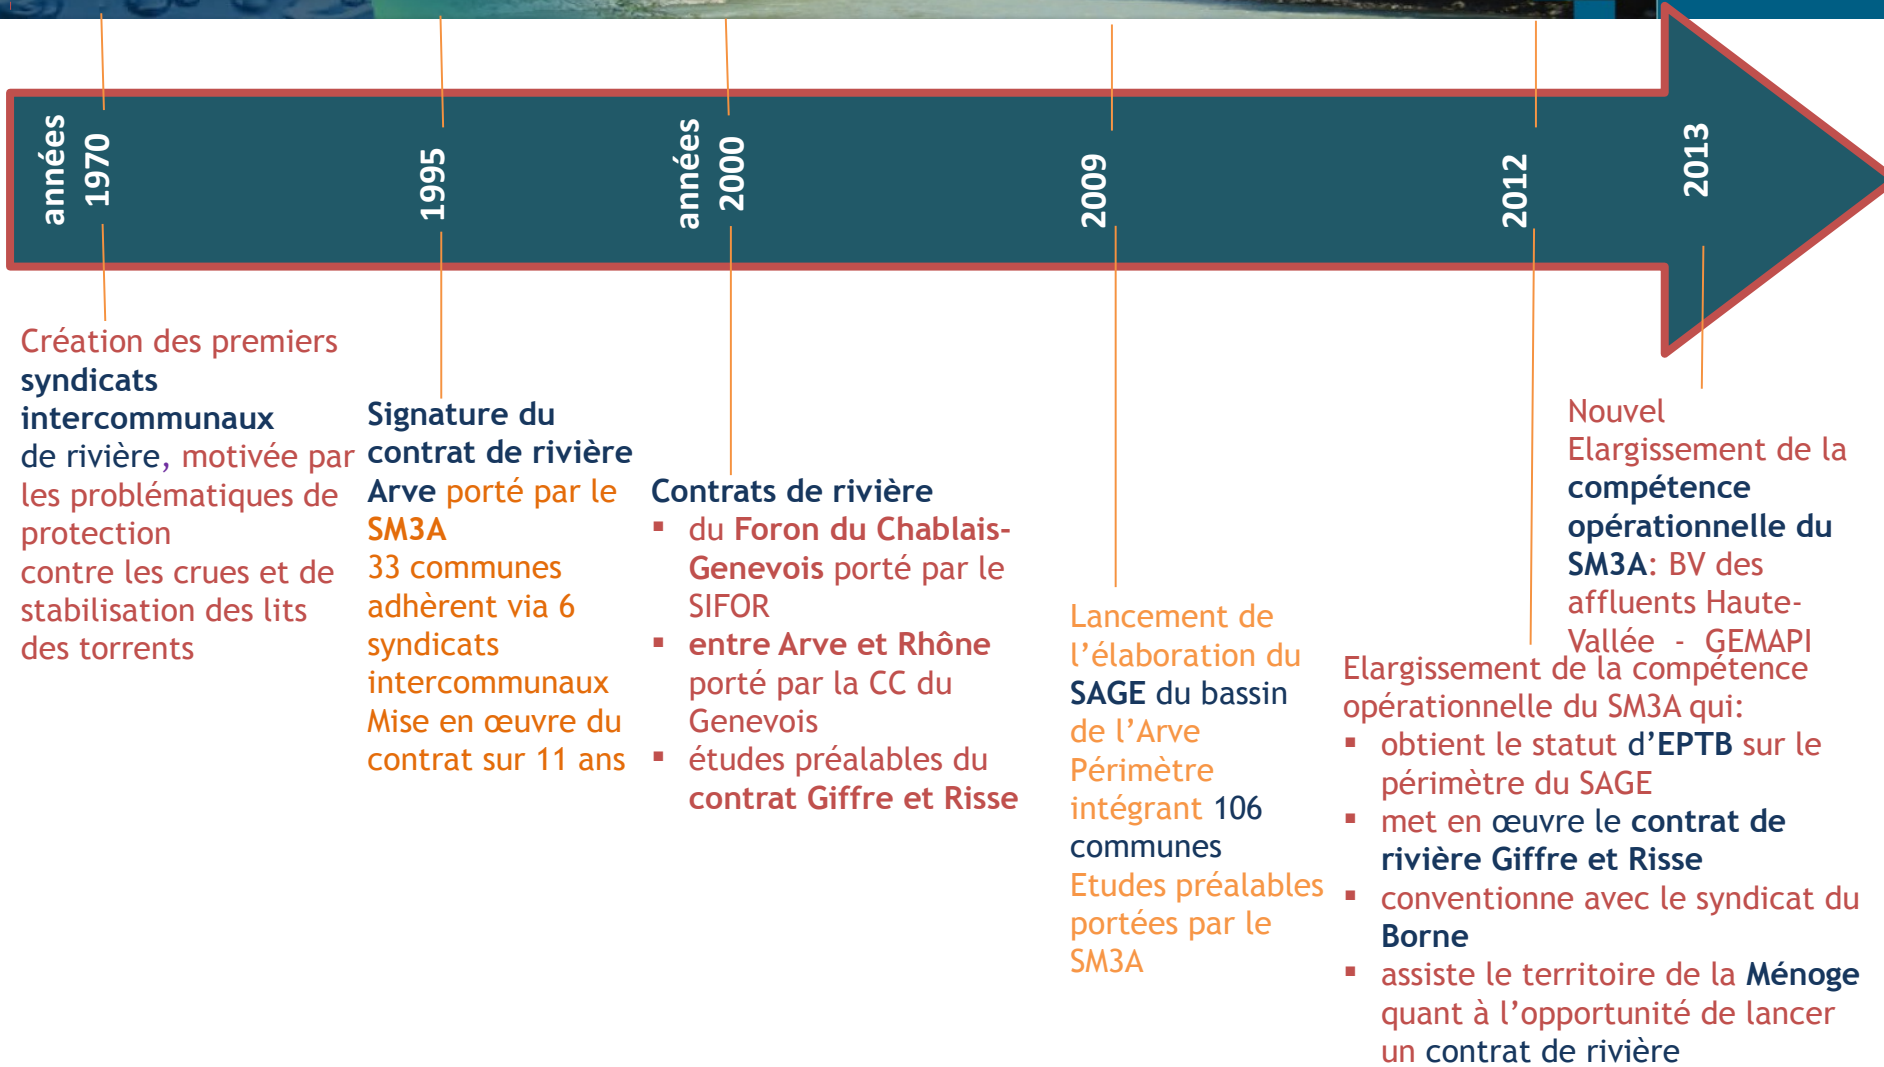 années
1970
1995
années
2000
2009
2012
2013
Création des premiers
syndicats
intercommunaux
de rivière, motivée par
les problématiques de
protection
contre les crues et de
stabilisation des lits
des torrents
Signature du
contrat de rivière
Arve porté par le
SM3A
33 communes
adhèrent via 6
syndicats
intercommunaux
Mise en œuvre du
contrat sur 11 ans
Contrats de rivière
▪ du Foron du Chablais-
Genevois porté par le
SIFOR
▪ entre Arve et Rhône
porté par la CC du
Genevois
▪ études préalables du
contrat Giffre et Risse
Lancement de
l’élaboration du
SAGE du bassin
de l’Arve
Périmètre
intégrant 106
communes
Etudes préalables
portées par le
SM3A
Elargissement de la compétence
opérationnelle du SM3A qui:
▪ obtient le statut d’EPTB sur le
périmètre du SAGE
▪ met en œuvre le contrat de
rivière Giffre et Risse
▪ conventionne avec le syndicat du
Borne
▪ assiste le territoire de la Ménoge
quant à l’opportunité de lancer
un contrat de rivière
Nouvel
Elargissement de la
compétence
opérationnelle du
SM3A: BV des
affluents Haute-
Vallée - GEMAPI